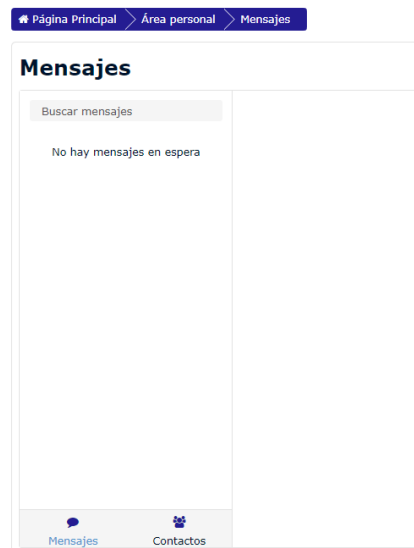 Página Principal Área personal Mensajes
Mensajes
Buscar mensajes
No hay mensajes en espera
Mensajes Contactos